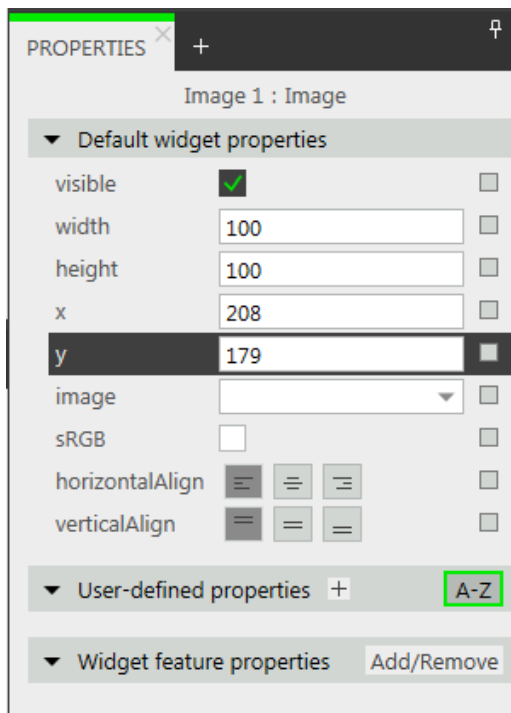 PROPERTIES
Image 1 : Image
Default widget properties
visible
width 100
height 100
x 208
y 179
image
sRGB
horizontalAlign
verticalAlign
User-defined properties + A-Z
Widget feature properties Add/Remove